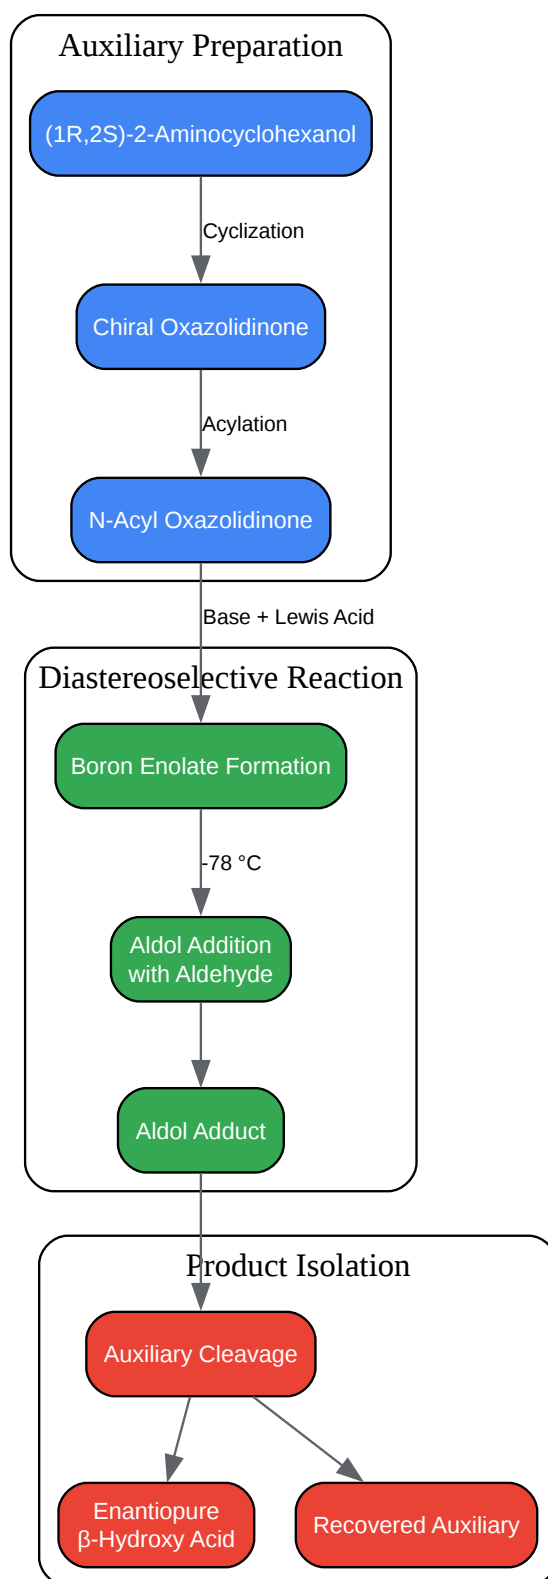 Auxiliary Preparation
(1R,2S)-2-Aminocyclohexanol
Cyclization
Chiral Oxazolidinone
Acylation
N-Acyl Oxazolidinone
Base + Lewis Acid
Diastereoselective Reaction
Boron Enolate Formation
-78 °C
Aldol Addition
with Aldehyde
Aldol Adduct
Product Isolation
Auxiliary Cleavage
Enantiopure
β-Hydroxy Acid
Recovered Auxiliary